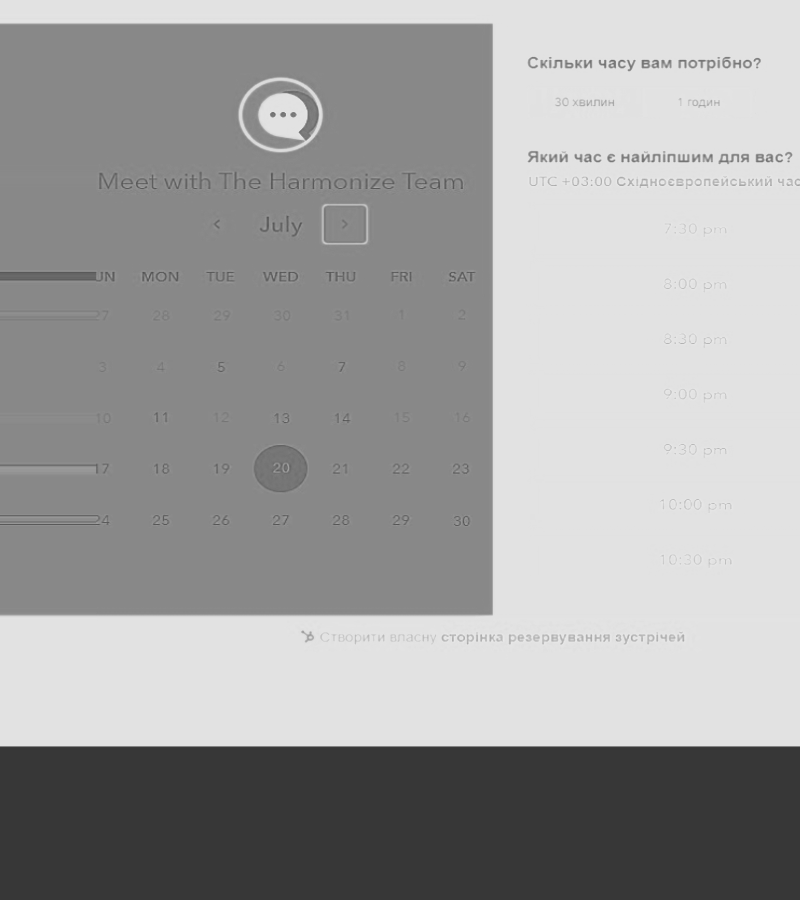 Meet with The Harmonize Team
July
UN MON TUE WED THU FRI SAT
27 28 29 30 31 1 2
3 4 5 6 7 8 9
10 11 12 13 14 15 16
17 18 19 20 21 22 23
24 25 26 27 28 29 30
Скільки часу вам потрібно?
30 хвилин 1 годин
Який час є найліпшим для вас?
UTC +03:00 Східноєвропейський час
7:30 pm
8:00 pm
8:30 pm
9:00 pm
9:30 pm
10:00 pm
10:30 pm
Створити власну сторінка резервування зустрічей